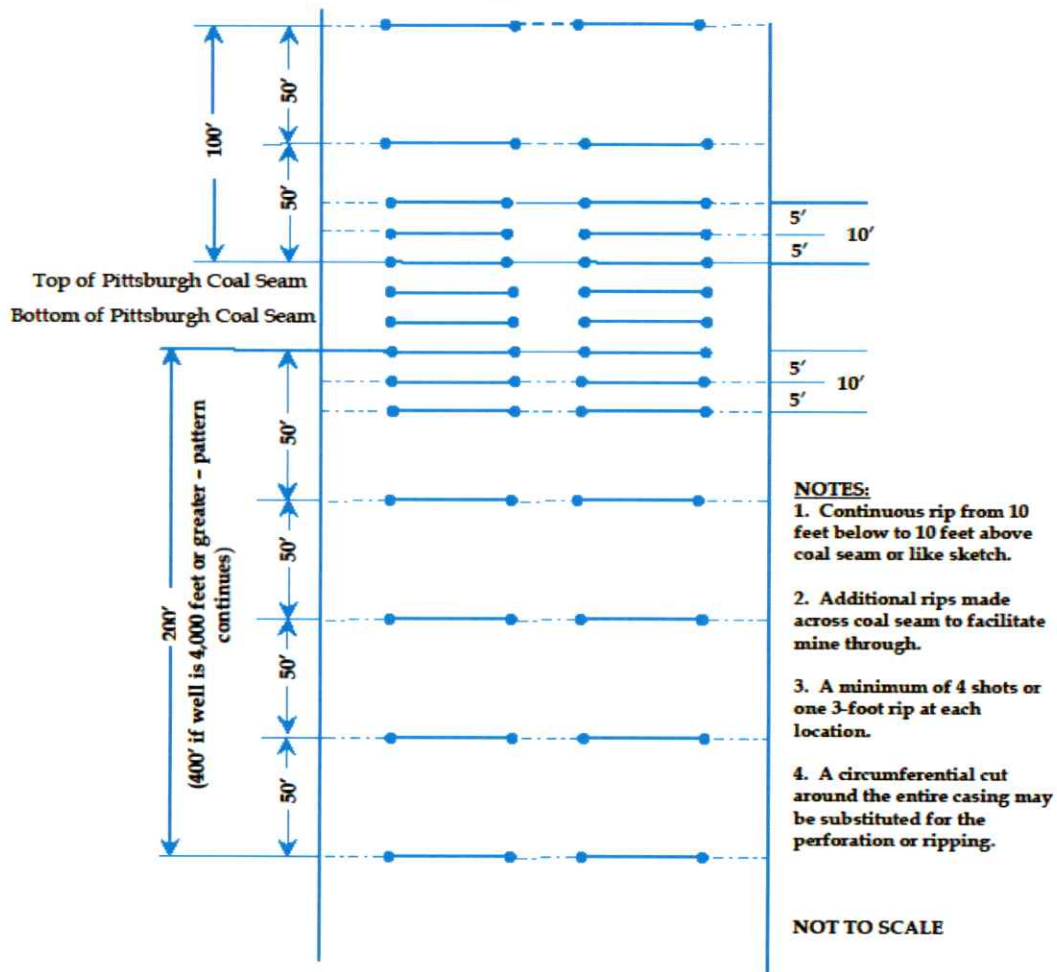 100'
50'
50'
5'
10'
5'
Top of Pittsburgh Coal Seam
Bottom of Pittsburgh Coal Seam
5'
10'
5'
200'
(400' if well is 4,000 feet or greater – pattern
continues)
50'
50'
50'
50'
NOTES:
1. Continuous rip from 10
feet below to 10 feet above
coal seam or like sketch.
2. Additional rips made
across coal seam to facilitate
mine through.
3. A minimum of 4 shots or
one 3-foot rip at each
location.
4. A circumferential cut
around the entire casing may
be substituted for the
perforation or ripping.
NOT TO SCALE